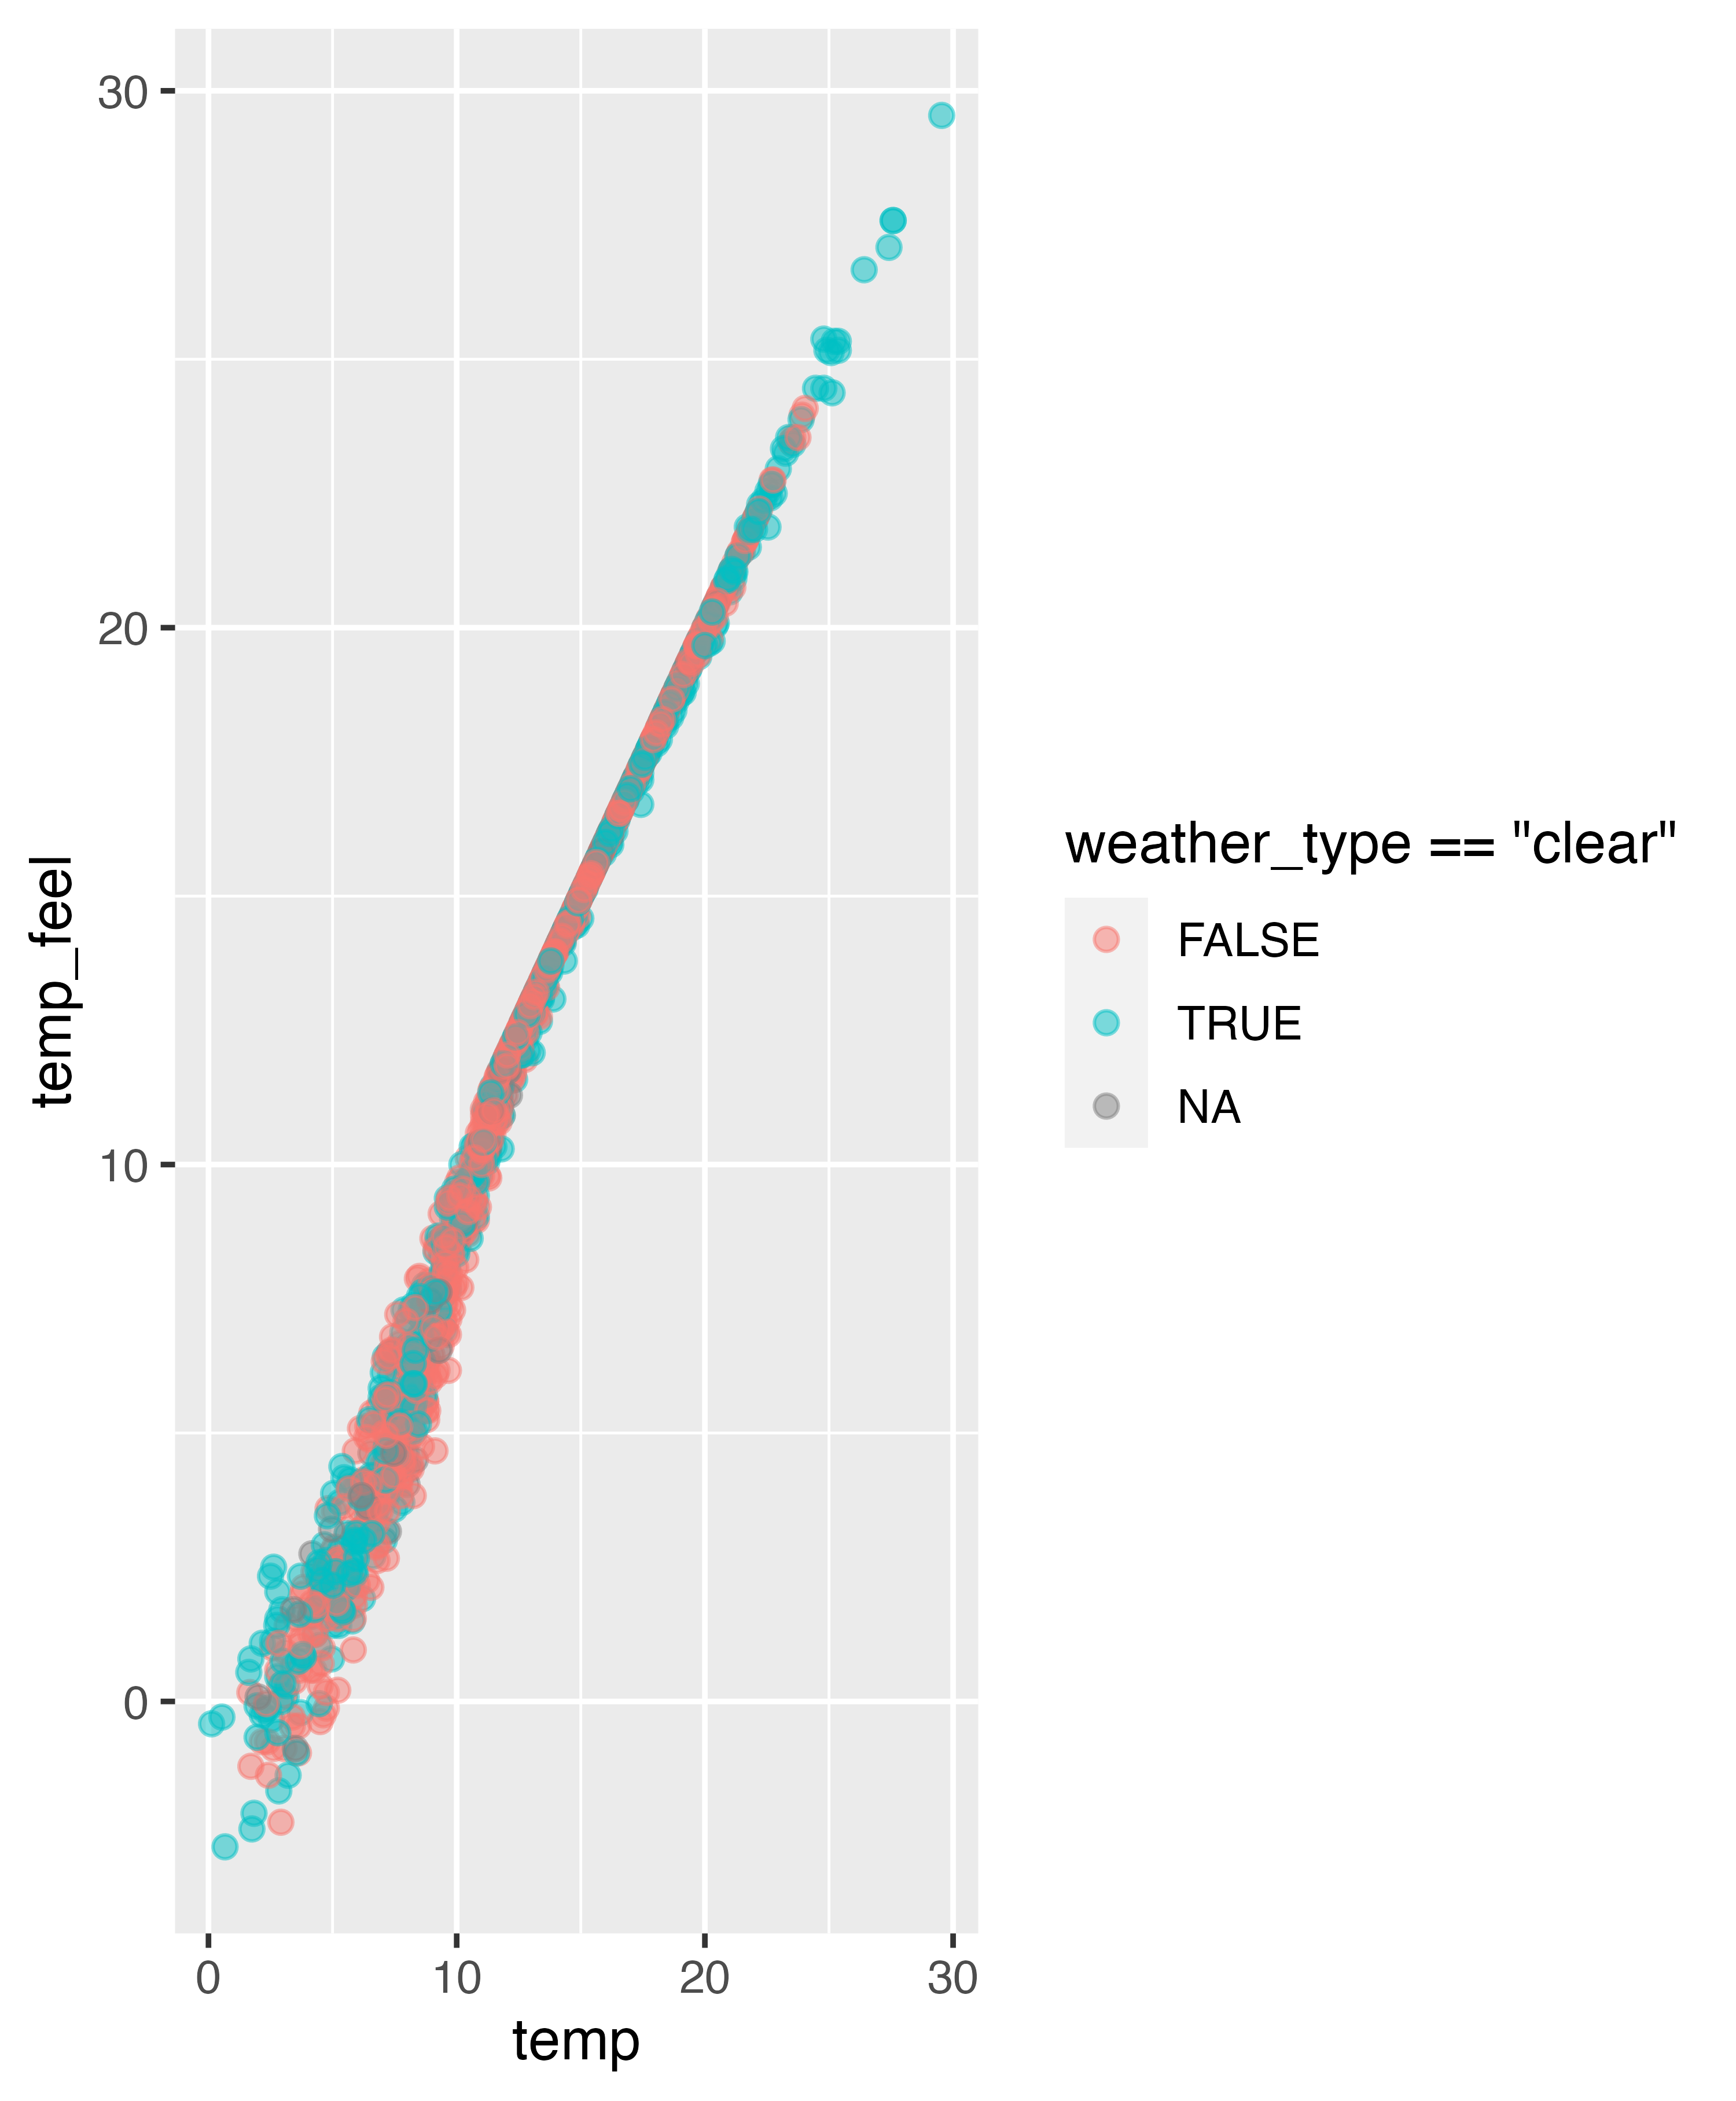 30
20
10
0
temp_feel
0 10 20 30
temp
weather_type == "clear"
FALSE
TRUE
NA